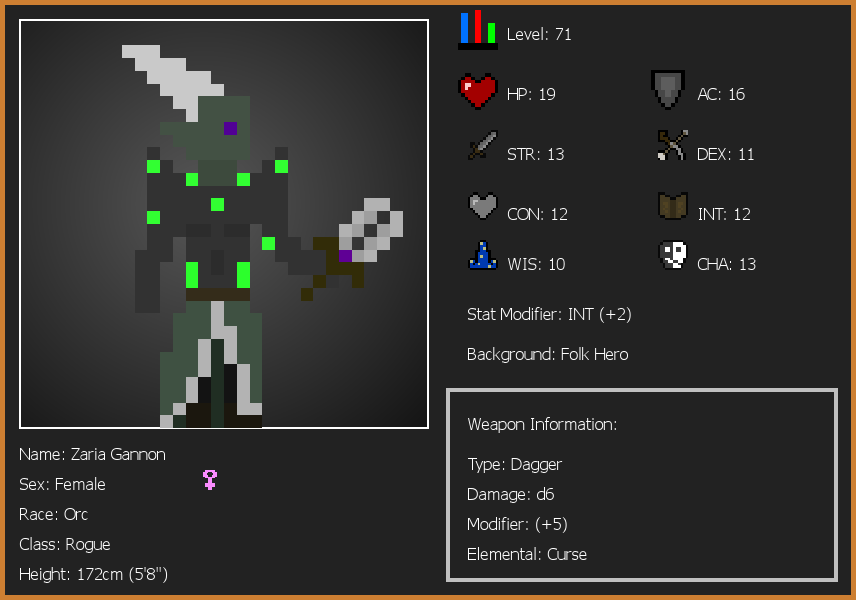 Level: 71
HP: 19
AC: 16
STR: 13
DEX: 11
CON: 12
INT: 12
WIS: 10
CHA: 13
Stat Modifier: INT (+2)
Background: Folk Hero
Weapon Information:
Type: Dagger
Damage: d6
Modifier: (+5)
Elemental: Curse
Name: Zaria Gannon
Sex: Female
Race: Orc
Class: Rogue
Height: 172cm (5'8")